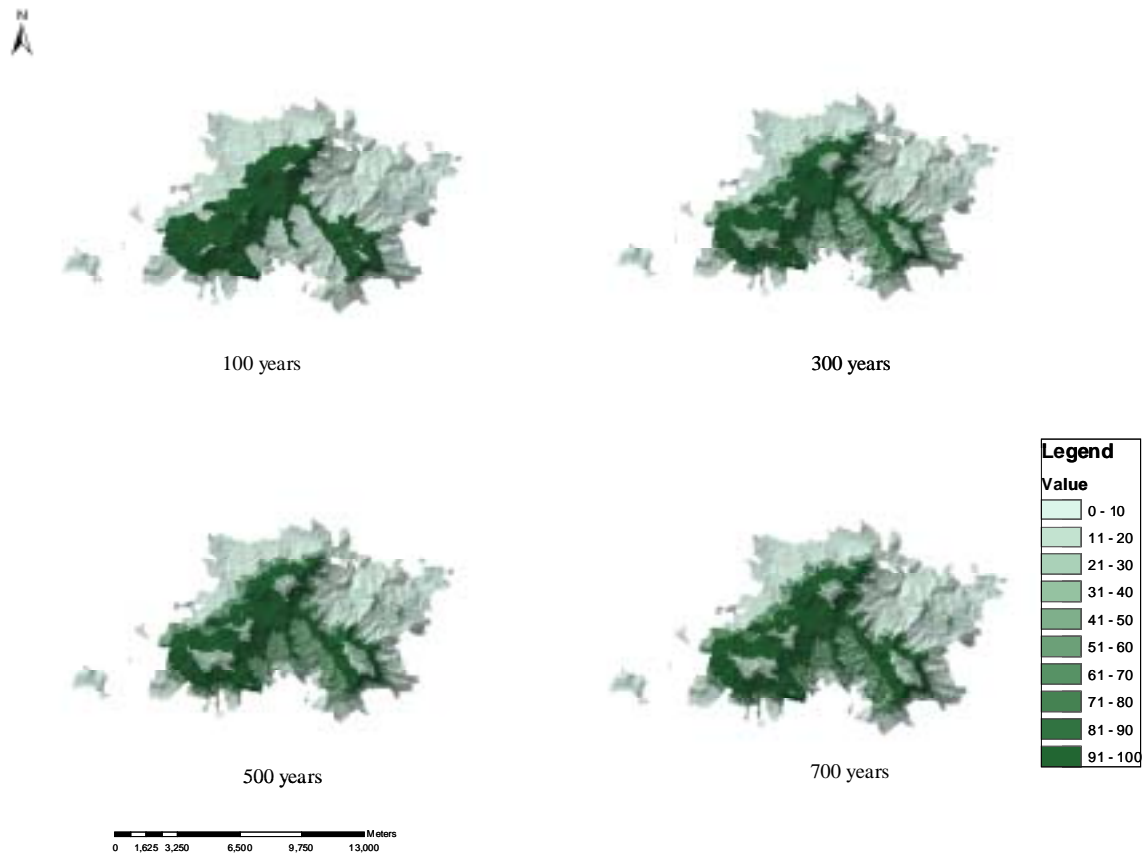 N
100 years
300 years
500 years
700 years
Legend
Value
0 - 10
11 - 20
21 - 30
31 - 40
41 - 50
51 - 60
61 - 70
71 - 80
81 - 90
91 - 100
Meters
0 1,625 3,250 6,500 9,750 13,000